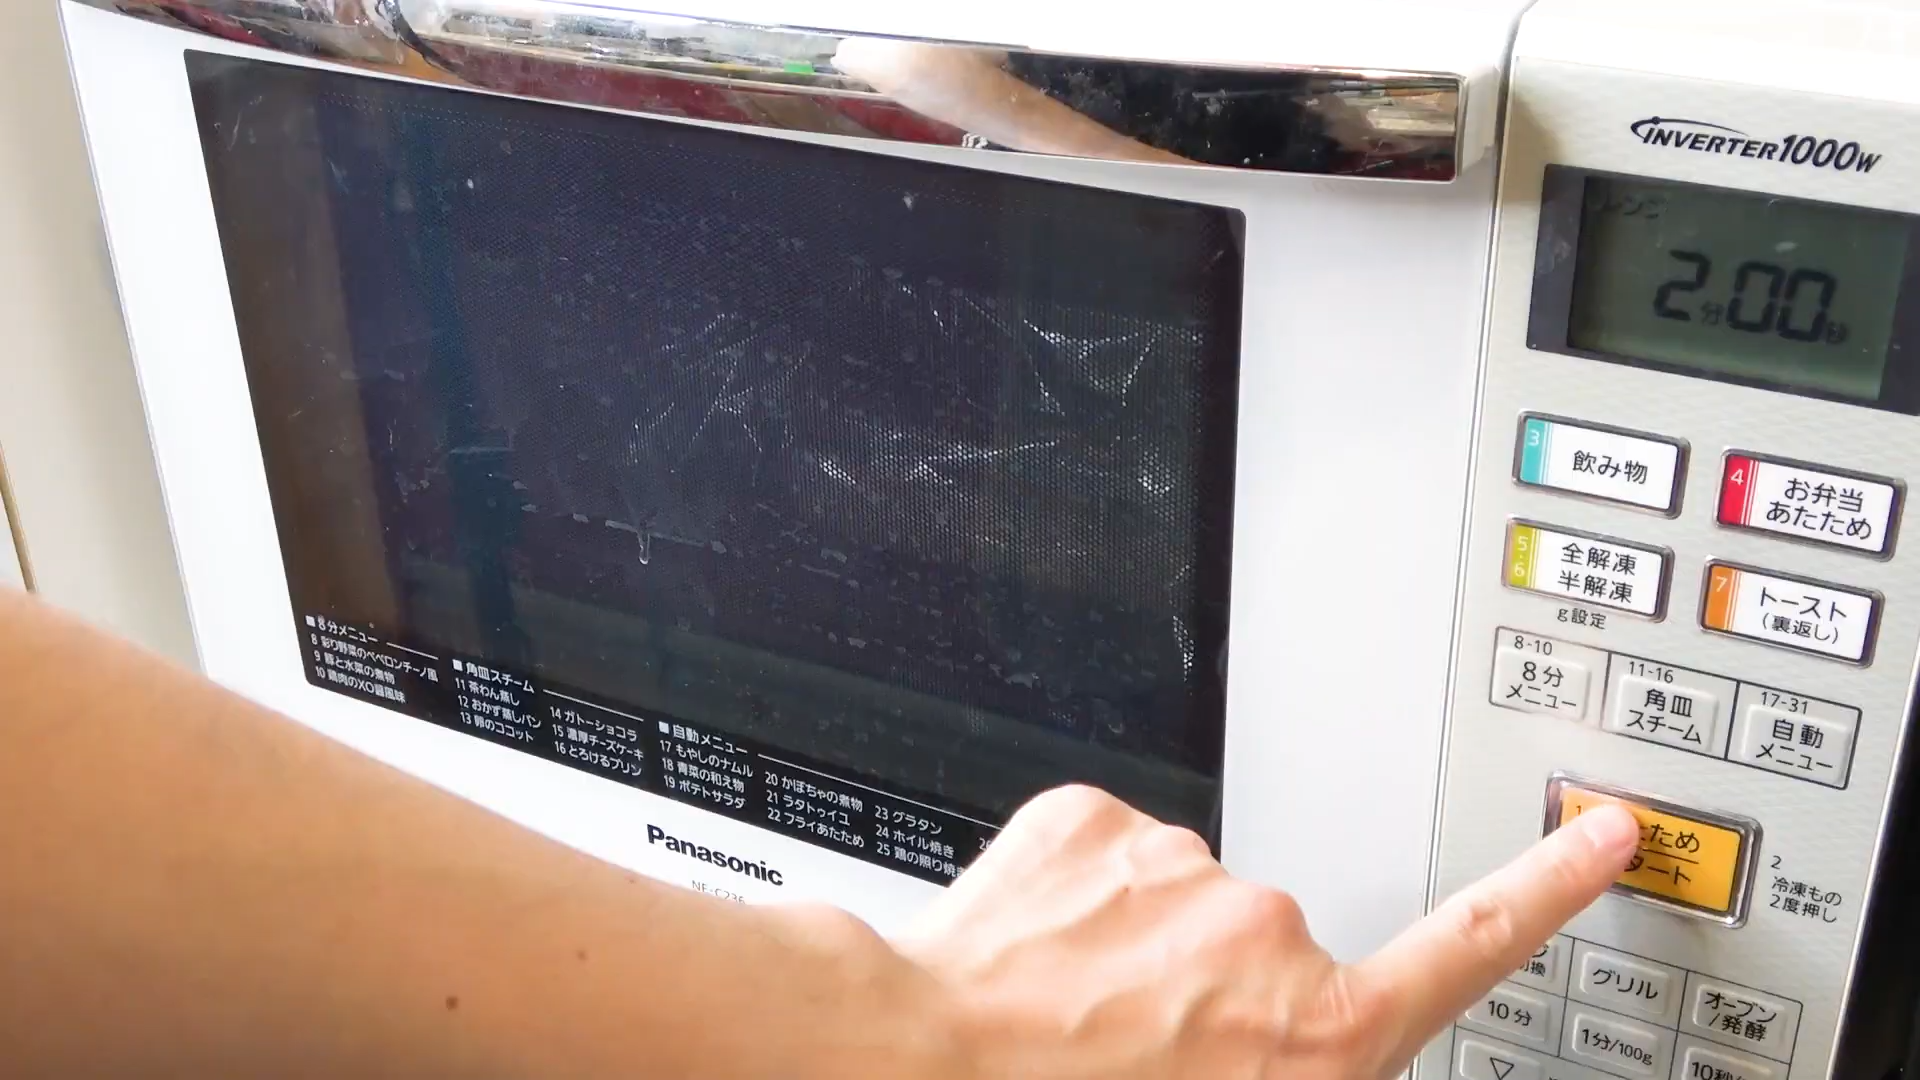 INVERTER1000W
レンジ
2分00秒
3 飲み物
4 お弁当
あたため
5・6 全解凍
半解凍
g設定
7 トースト
(裏返し)
8-10
8分
メニュー
11-16
角皿
スチーム
17-31
自動
メニュー
1
ため
タート
2
冷凍もの
2度押し
グリル
オーブン
/発酵
10分
1分/100g
■8分メニュー
8 彩り野菜のペペロンチーノ風
9 豚と水菜の煮物
10 鶏肉のXO醤風味
■角皿スチーム
11 茶わん蒸し
12 おかず蒸しパン
13 卵のココット
14 ガトーショコラ
15 濃厚チーズケーキ
16 とろけるプリン
■自動メニュー
17 もやしのナムル
18 青菜の和え物
19 ポテトサラダ
20 かぼちゃの煮物
21 ラタトゥイユ
22 フライあたため
23 グラタン
24 ホイル焼き
25 鶏の照り焼き
Panasonic